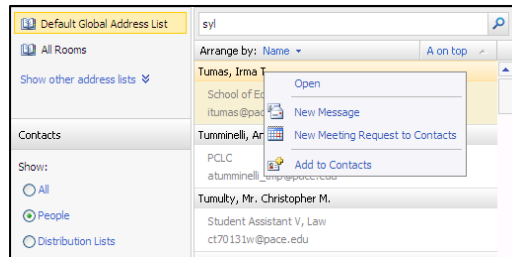 Default Global Address List
All Rooms
Show other address lists
Contacts
Show:
All
People
Distribution Lists
syl
Arrange by: Name A on top
Tumas, Irma T
School of Ed
itumas@pac
Open
New Message
New Meeting Request to Contacts
Add to Contacts
Tumminelli, An
PCLC
atumminelli_tmp@pace.edu
Tumulty, Mr. Christopher M.
Student Assistant V, Law
ct70131w@pace.edu